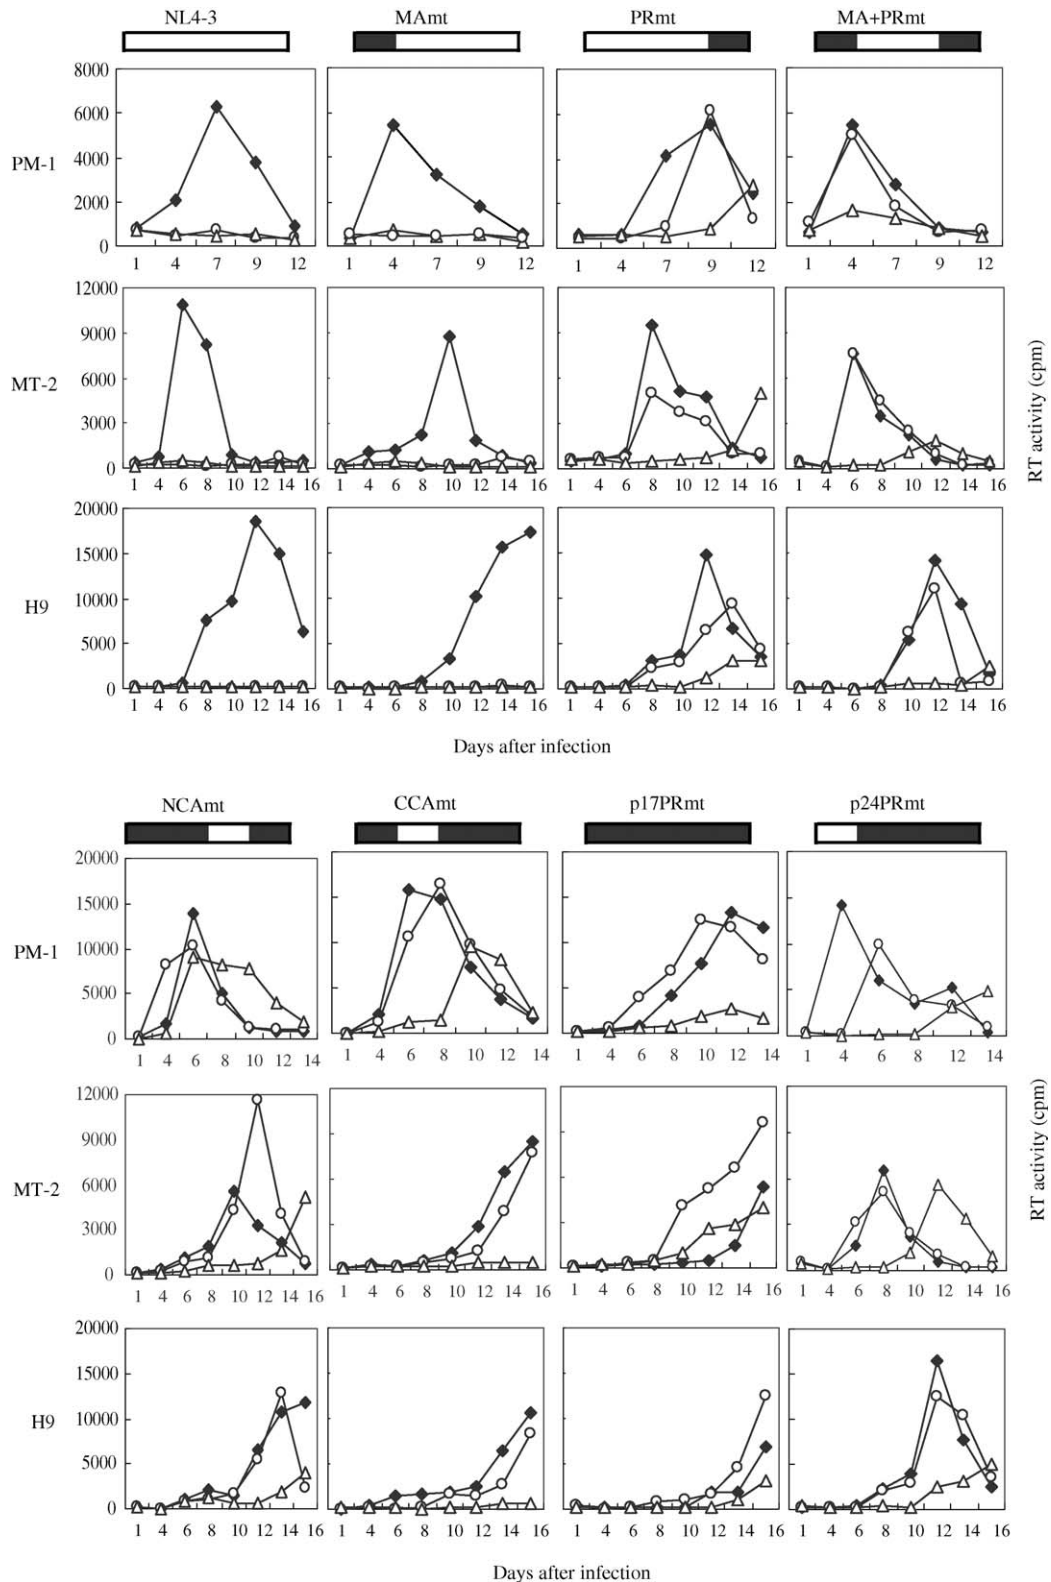 NL4-3 MAmt PRmt MA+PRmt
8000
6000
PM-1
4000
2000
0
1 4 7 9 12 1 4 7 9 12 1 4 7 9 12 1 4 7 9 12
12000
9000
MT-2
6000
3000
0
1 4 6 8 10 12 14 16 1 4 6 8 10 12 14 16 1 4 6 8 10 12 14 16 1 4 6 8 10 12 14 16
RT activity (cpm)
20000
15000
H9
10000
5000
0
1 4 6 8 10 12 14 16 1 4 6 8 10 12 14 16 1 4 6 8 10 12 14 16 1 4 6 8 10 12 14 16
Days after infection
NCAmt CCAmt p17PRmt p24PRmt
20000
15000
PM-1
10000
5000
0
1 4 6 8 10 12 14 1 4 6 8 10 12 14 1 4 6 8 10 12 14 1 4 6 8 12 14
12000
9000
MT-2
6000
3000
0
1 4 6 8 10 12 14 16 1 4 6 8 10 12 14 16 1 4 6 8 10 12 14 16 1 4 6 8 10 12 14 16
RT activity (cpm)
20000
15000
H9
10000
5000
0
1 4 6 8 10 12 14 16 1 4 6 8 10 12 14 16 1 4 6 8 10 12 14 16 1 4 6 8 10 12 14 16
Days after infection